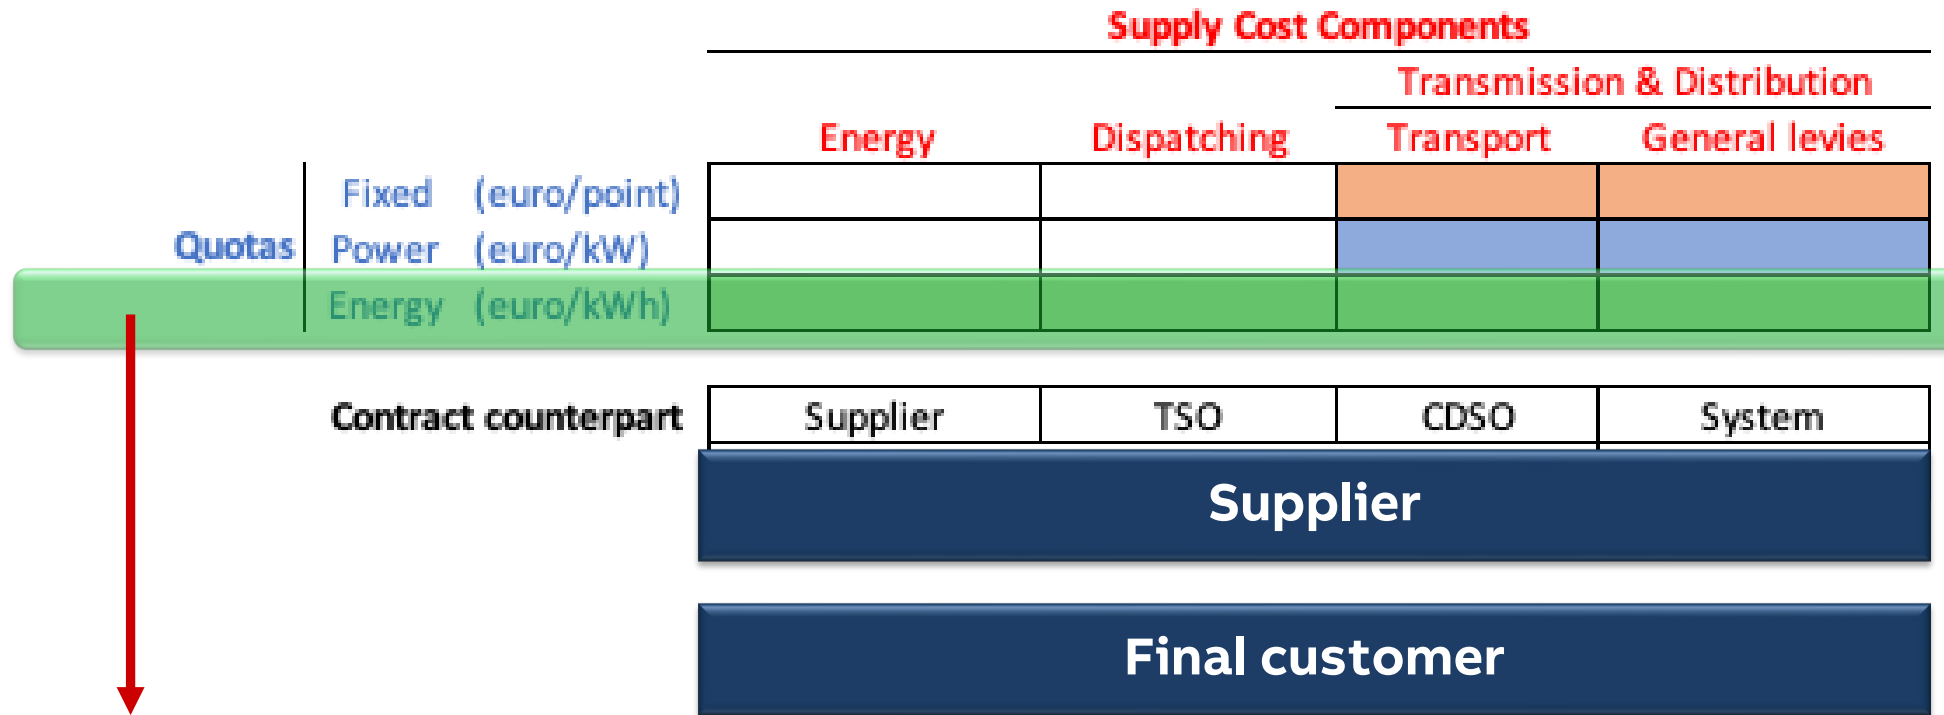 Supply Cost Components
Transmission & Distribution
Energy Dispatching Transport General levies
Fixed (euro/point)
Quotas Power (euro/kW)
Energy (euro/kWh)
Contract counterpart Supplier TSO CDSO System
Supplier
Final customer